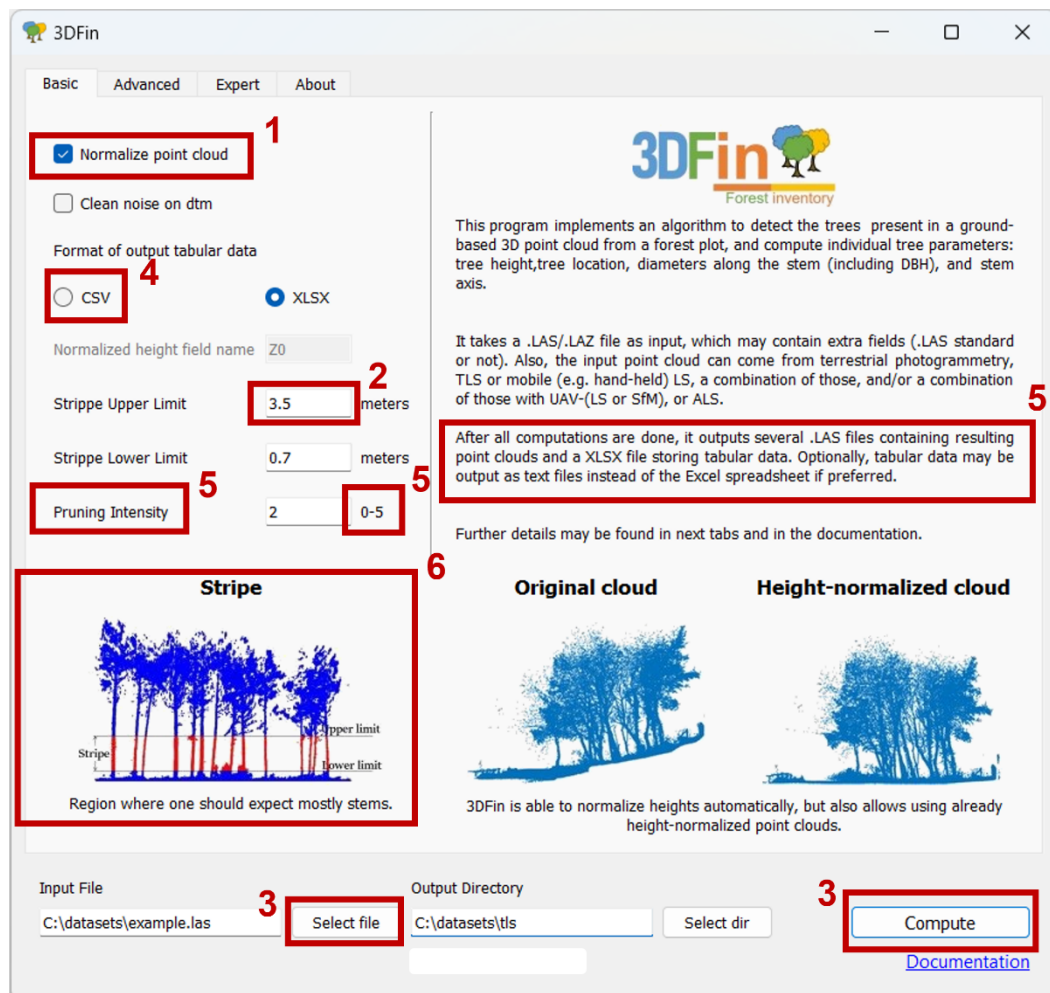 3DFin
Basic Advanced Expert About
1
Normalize point cloud
Clean noise on dtm
Format of output tabular data
4
CSV XLSX
Normalized height field name Z0
2
Strippe Upper Limit 3.5 meters
Strippe Lower Limit 0.7 meters
5 5
Pruning Intensity 2 0-5
6
Stripe
Upper limit
Stripe
Lower limit
Region where one should expect mostly stems.
3DFin
Forest inventory
This program implements an algorithm to detect the trees present in a ground-
based 3D point cloud from a forest plot, and compute individual tree parameters:
tree height,tree location, diameters along the stem (including DBH), and stem
axis.
It takes a .LAS/.LAZ file as input, which may contain extra fields (.LAS standard
or not). Also, the input point cloud can come from terrestrial photogrammetry,
TLS or mobile (e.g. hand-held) LS, a combination of those, and/or a combination
of those with UAV-(LS or SfM), or ALS.
5
After all computations are done, it outputs several .LAS files containing resulting
point clouds and a XLSX file storing tabular data. Optionally, tabular data may be
output as text files instead of the Excel spreadsheet if preferred.
Further details may be found in next tabs and in the documentation.
Original cloud Height-normalized cloud
3DFin is able to normalize heights automatically, but also allows using already
height-normalized point clouds.
Input File Output Directory
3 3
C:\datasets\example.las Select file C:\datasets\tls Select dir Compute
Documentation